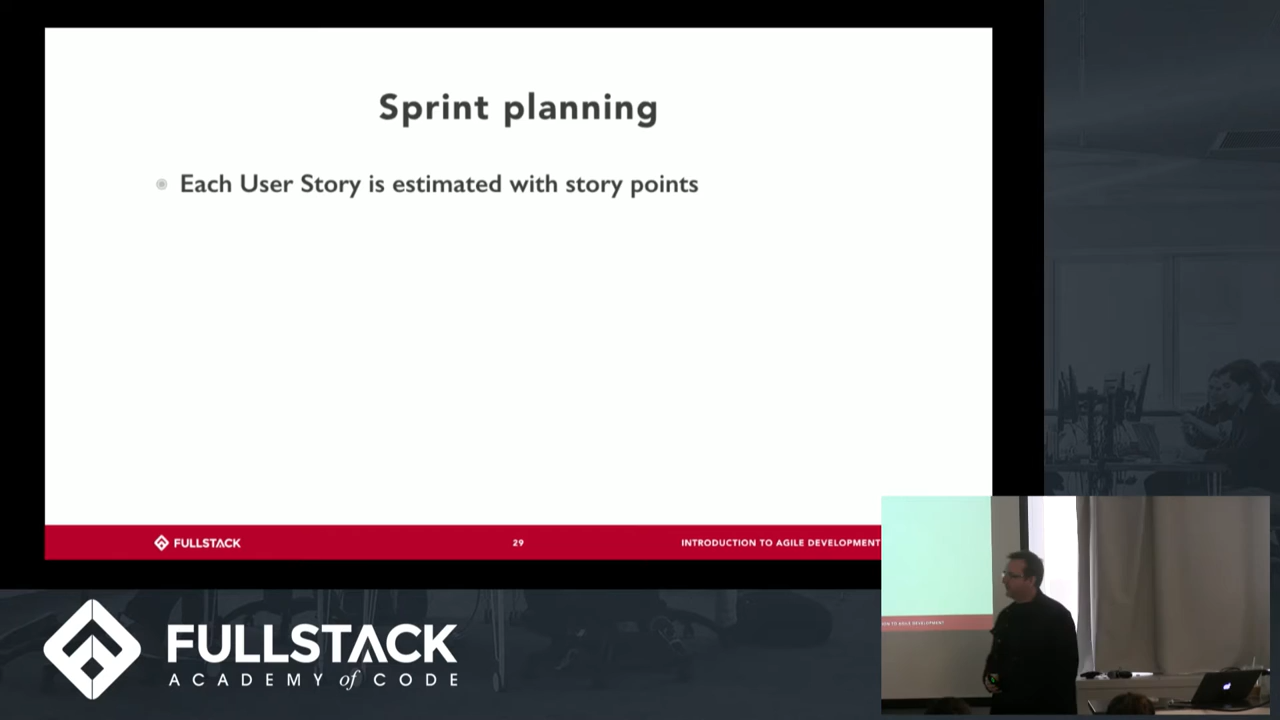 Sprint planning
Each User Story is estimated with story points
FULLSTACK
29
INTRODUCTION TO AGILE DEVELOPMENT
FULLSTACK
ACADEMY of CODE